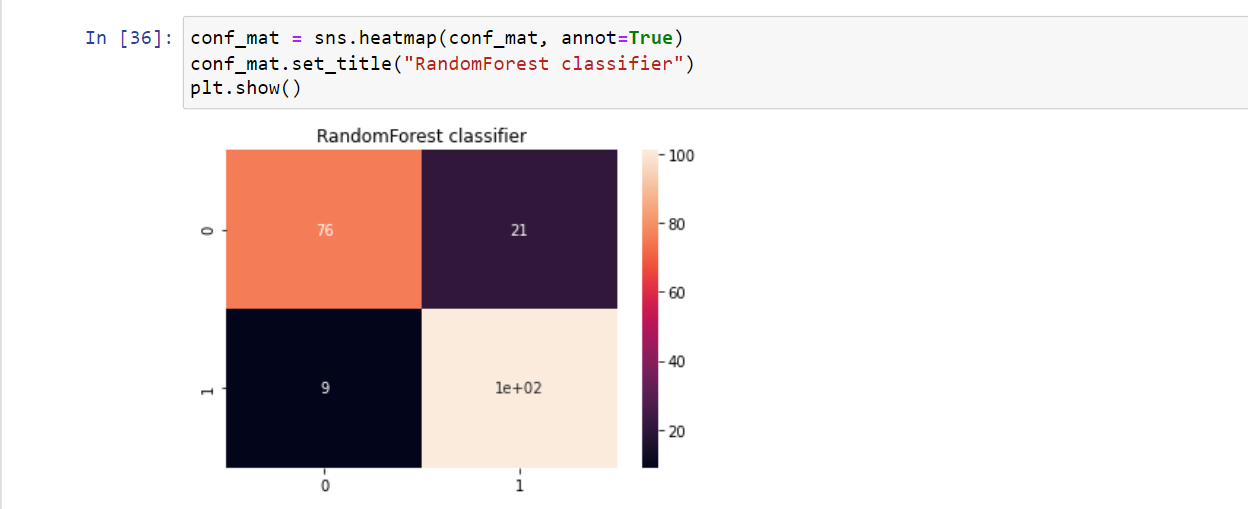 In [36]: conf_mat = sns.heatmap(conf_mat, annot=True)
conf_mat.set_title("RandomForest classifier")
plt.show()
RandomForest classifier
0
76
21
1
9
1e+02
0
1
100
80
60
40
20